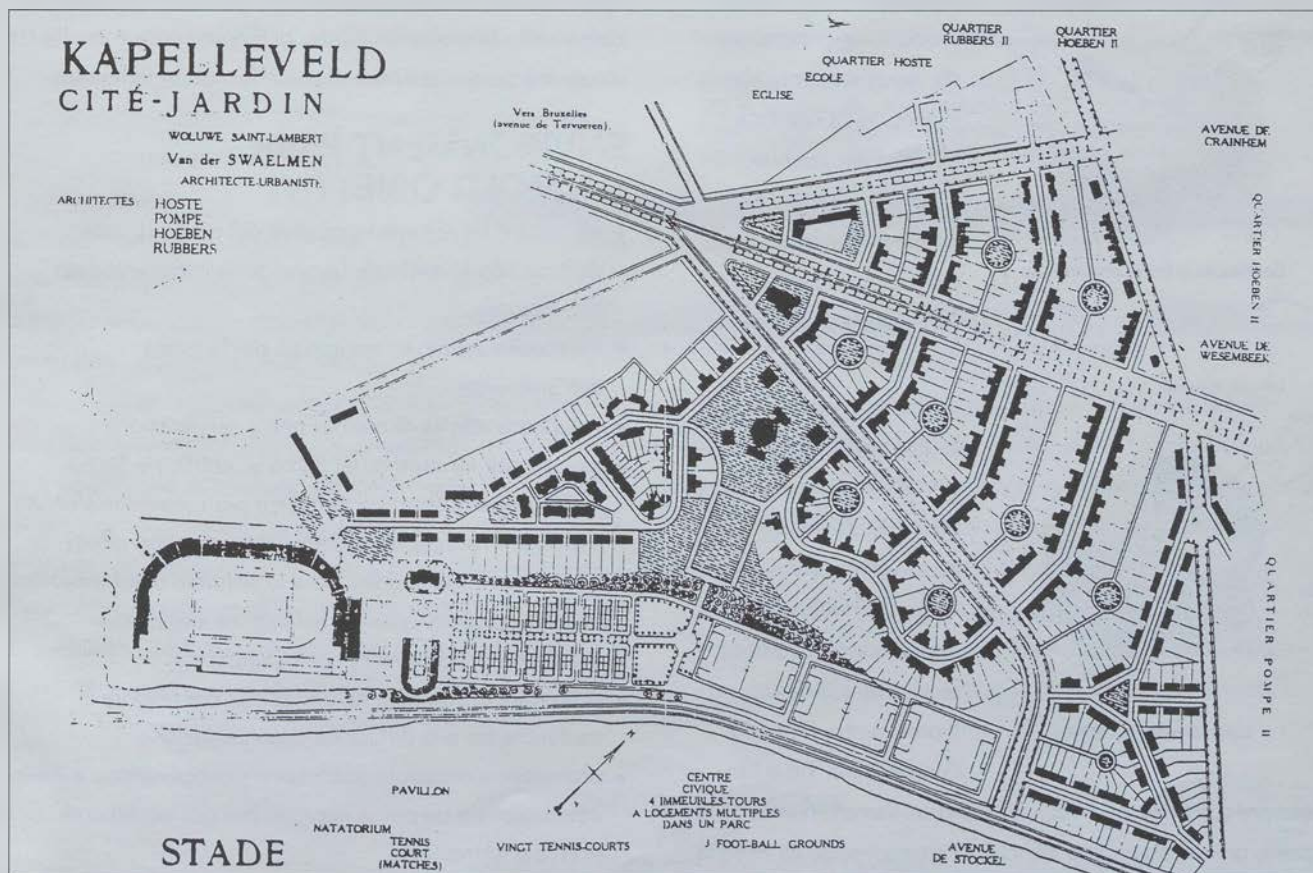 KAPELLEVELD
CITÉ-JARDIN
WOLUWE SAINT-LAMBERT
Van der SWAELMEN
ARCHITECTE-URBANISTE
ARCHITECTES
HOSTE
POMPE
HOEBEN
RUBBERS
Vers Bruxelles
(avenue de Tervueren).
EGLISE
ECOLE
QUARTIER HOSTE
QUARTIER
RUBBERS II
QUARTIER
HOEBEN II
AVENUE DE
CRAINHEM
QUARTIER HOEBEN II
AVENUE DE
WESEMBEEK
QUARTIER POMPE II
N
PAVILLON
NATATORIUM
TENNIS
COURT
(MATCHES)
STADE
VINGT TENNIS-COURTS
CENTRE
CIVIQUE
4 IMMEUBLES-TOURS
A LOGEMENTS MULTIPLES
DANS UN PARC
3 FOOT-BALL GROUNDS
AVENUE
DE STOCKEL